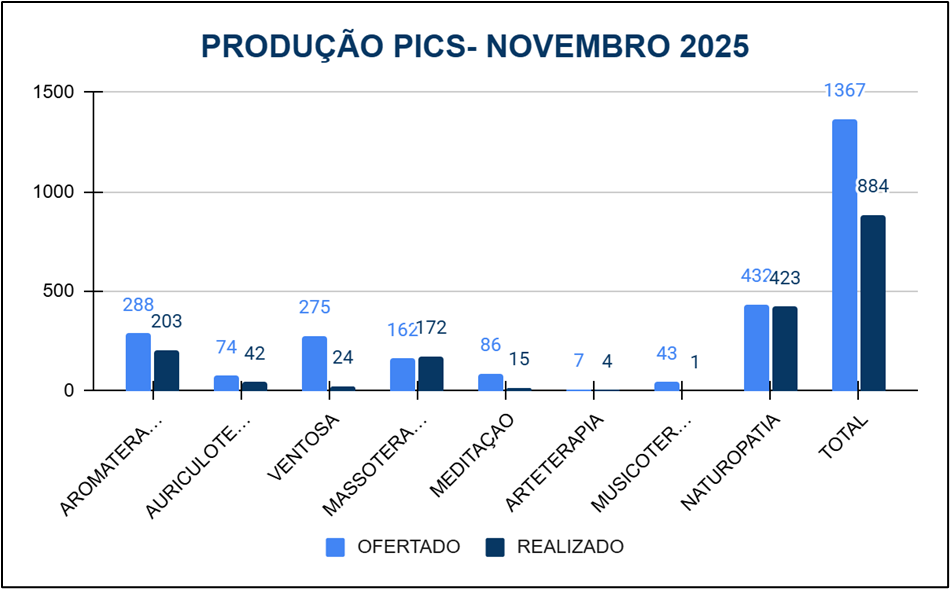 PRODUÇÃO PICS- NOVEMBRO 2025
1500
1000
500
0
288
203
74
42
275
24
162
172
86
15
7
4
43
1
432
423
1367
884
AROMATERA...
AURICULOTE...
VENTOSA
MASSOTERA...
MEDITAÇAO
ARTETERAPIA
MUSICOTER...
NATUROPATIA
TOTAL
OFERTADO
REALIZADO